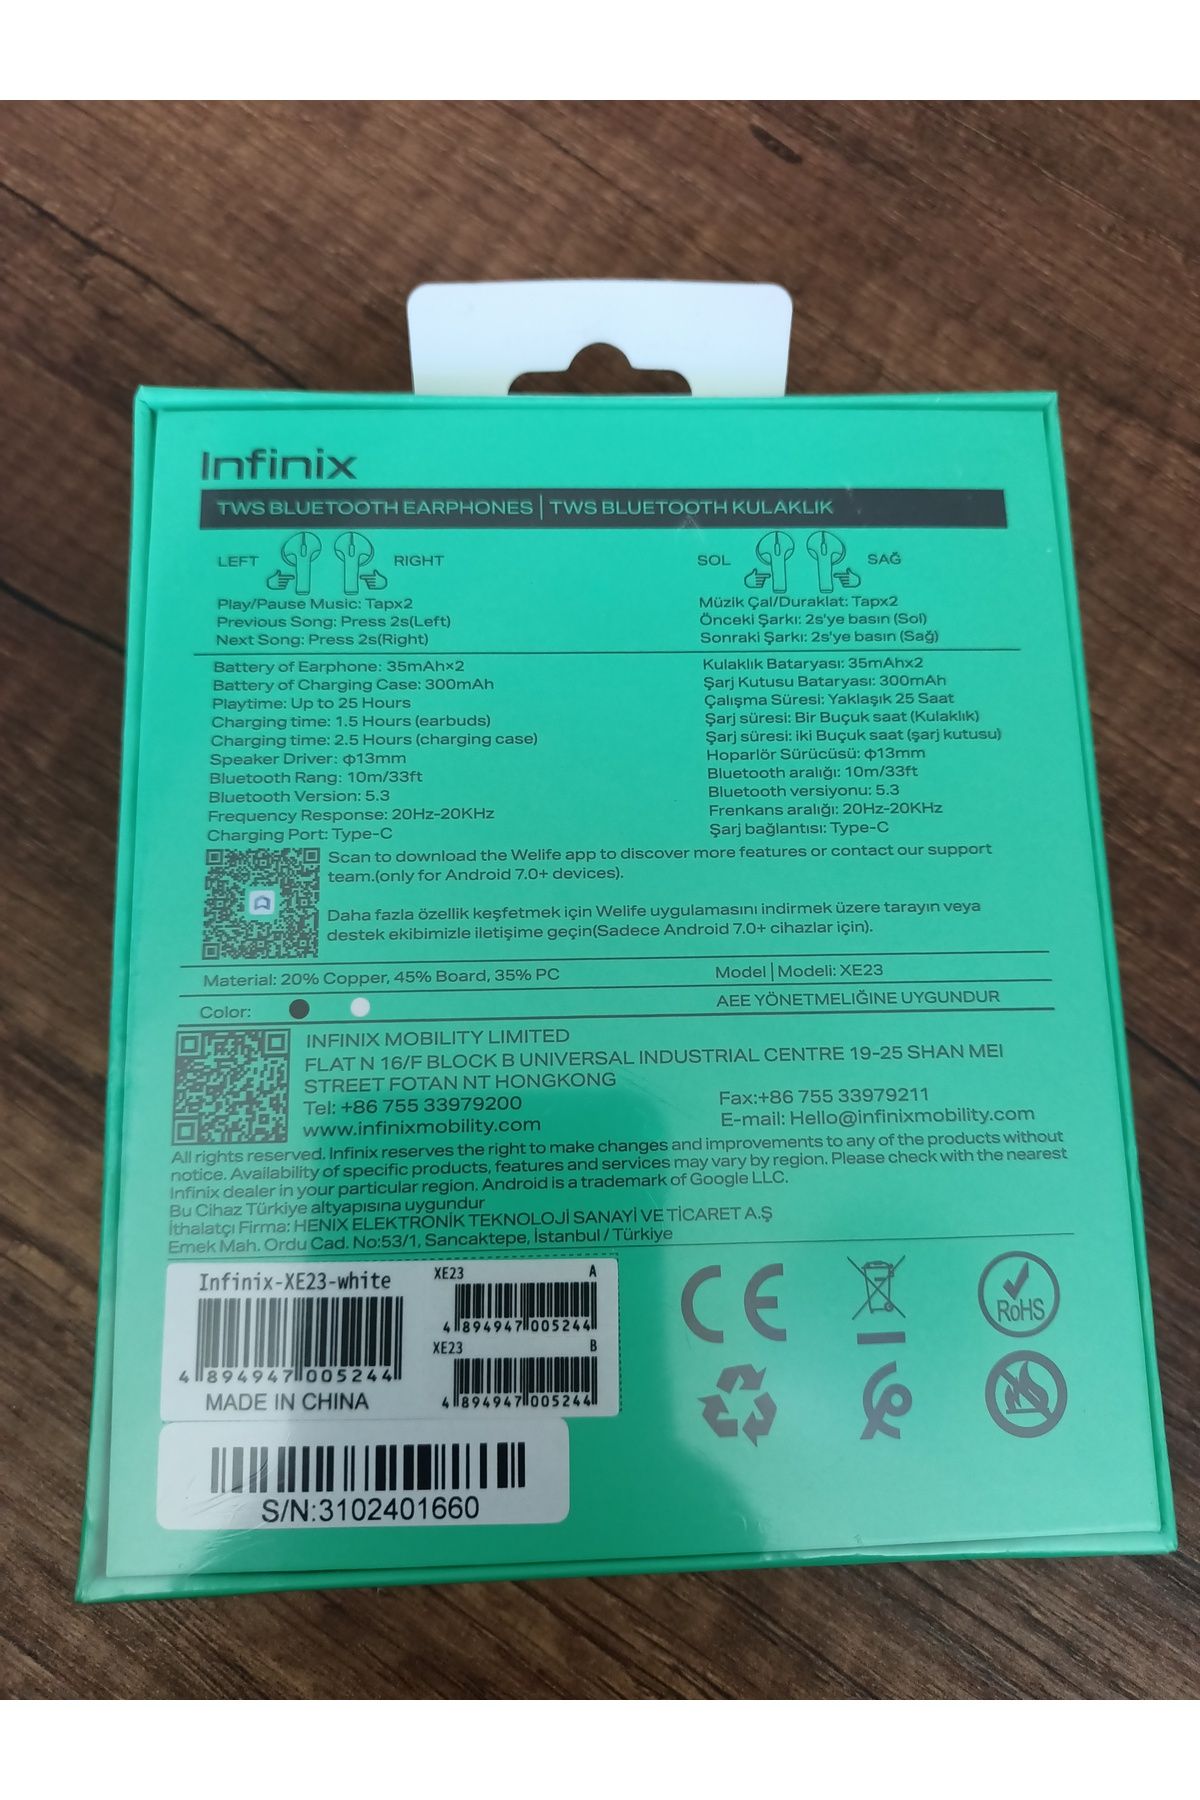 Infinix
TWS BLUETOOTH EARPHONES | TWS BLUETOOTH KULAKLIK
LEFT RIGHT
Play/Pause Music: Tapx2
Previous Song: Press 2s(Left)
Next Song: Press 2s(Right)
SOL SAĞ
Müzik Çal/Duraklat: Tapx2
Önceki Şarkı: 2s'ye basın (Sol)
Sonraki Şarkı: 2s'ye basın (Sağ)
Battery of Earphone: 35mAh×2
Battery of Charging Case: 300mAh
Playtime: Up to 25 Hours
Charging time: 1.5 Hours (earbuds)
Charging time: 2.5 Hours (charging case)
Speaker Driver: φ13mm
Bluetooth Rang: 10m/33ft
Bluetooth Version: 5.3
Frequency Response: 20Hz-20KHz
Charging Port: Type-C
Kulaklık Bataryası: 35mAhx2
Şarj Kutusu Bataryası: 300mAh
Çalışma Süresi: Yaklaşık 25 Saat
Şarj süresi: Bir Buçuk saat (Kulaklık)
Şarj süresi: iki Buçuk saat (şarj kutusu)
Hoparlör Sürücüsü: φ13mm
Bluetooth aralığı: 10m/33ft
Bluetooth versiyonu: 5.3
Frenkans aralığı: 20Hz-20KHz
Şarj bağlantısı: Type-C
Scan to download the Welife app to discover more features or contact our support
team.(only for Android 7.0+ devices).
Daha fazla özellik keşfetmek için Welife uygulamasını indirmek üzere tarayın veya
destek ekibimizle iletişime geçin(Sadece Android 7.0+ cihazlar için).
Material: 20% Copper, 45% Board, 35% PC
Model | Modeli: XE23
Color:
AEE YÖNETMELİĞİNE UYGUNDUR
INFINIX MOBILITY LIMITED
FLAT N 16/F BLOCK B UNIVERSAL INDUSTRIAL CENTRE 19-25 SHAN MEI
STREET FOTAN NT HONGKONG
Tel: +86 755 33979200
Fax:+86 755 33979211
www.infinixmobility.com
E-mail: Hello@infinixmobility.com
All rights reserved. Infinix reserves the right to make changes and improvements to any of the products without
notice. Availability of specific products, features and services may vary by region. Please check with the nearest
Infinix dealer in your particular region. Android is a trademark of Google LLC.
Bu Cihaz Türkiye altyapısına uygundur
İthalatçı Firma: HENIX ELEKTRONİK TEKNOLOJİ SANAYİ VE TİCARET A.Ş
Emek Mah. Ordu Cad. No:53/1, Sancaktepe, İstanbul / Türkiye
Infinix-XE23-white
4 894947 005244
MADE IN CHINA
XE23 A
4 894947 005244
XE23 B
4 894947 005244
S/N:3102401660
CE
RoHS